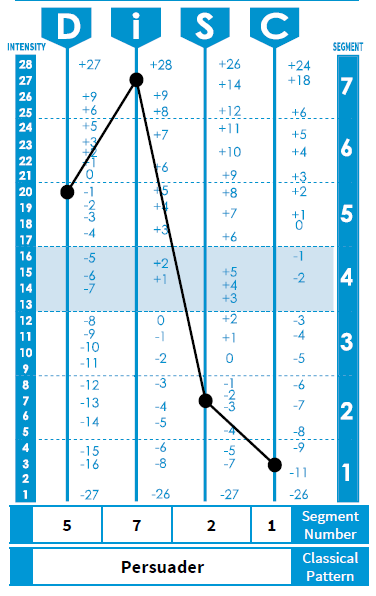 D i S C
INTENSITY SEGMENT
28 +27 +28 +26 +24
27 +14 +18 7
26 +9 +9
25 +6 +8 +12 +6
24 +5 +7 +11 +5
23 +3 6
22 +2 +10 +4
+1 +6
21 0 +9 +3
20 -1 +5 +8 +2
19 -2 +4
18 -3 +7 +1 5
17 -4 +3 +6 0
16 -5 +2 -1
15 -6 +1 +5 -2 4
14 -7 +4
13 +3
12 -8 0 +2 -3
11 -9 -1 +1 -4
10 -10 3
9 -11 -2 0 -5
8 -12 -3 -1 -6
7 -13 -4 -2 -7 2
6 -14 -5 -3
5 -4 -8
4 -15 -6 -5 -9
3 -16 -8 -7 1
2 -11
1 -27 -26 -27 -26
5 7 2 1 Segment
Number
Persuader Classical
Pattern